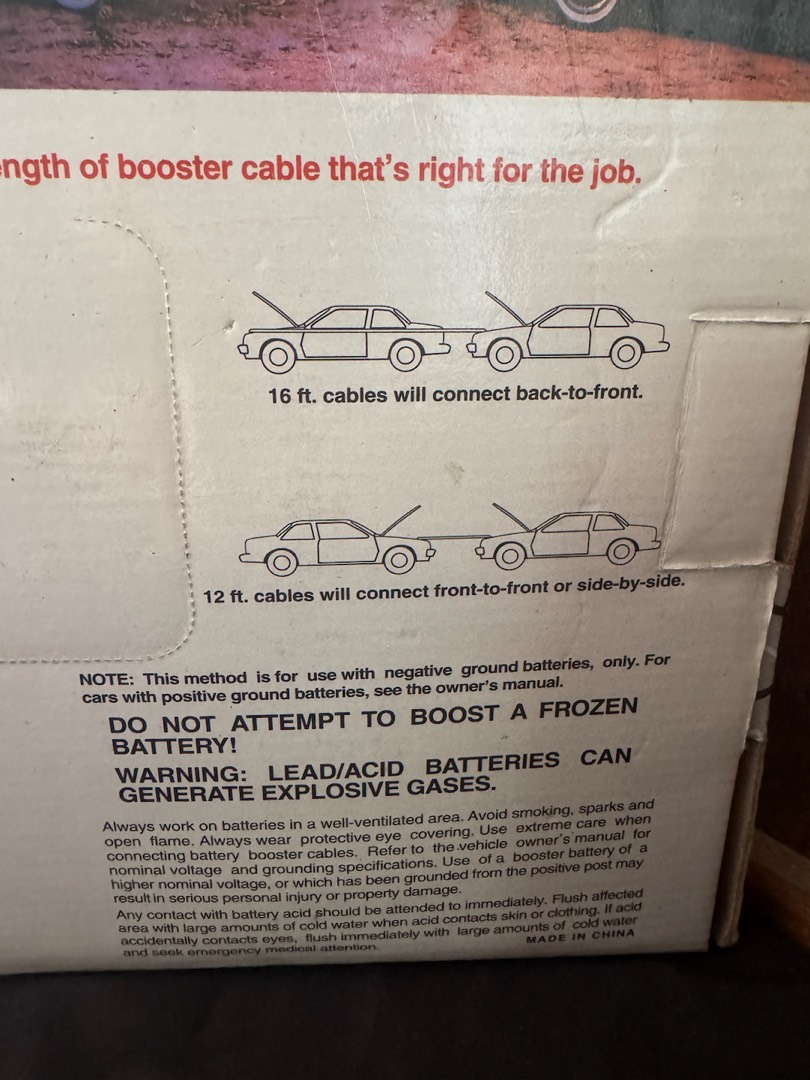 of booster cable that's right for the job.
16 ft. cables will connect back-to-front.
12 ft. cables will connect front-to-front or side-by-side.
NOTE: This method is for use with negative ground batteries, only. For
cars with positive ground batteries, see the owner's manual.
DO NOT ATTEMPT TO BOOST A FROZEN
BATTERY!
WARNING: LEAD/ACID BATTERIES CAN
GENERATE EXPLOSIVE GASES.
Always work on batteries in a well-ventilated area. Avoid smoking, sparks and
open flame. Always wear protective eye covering. Use extreme care when
connecting battery booster cables. Refer to the vehicle owner's manual for
nominal voltage and grounding specifications. Use of a booster battery of a
higher nominal voltage, or which has been grounded from the positive post may
result in serious personal injury or property damage.
Any contact with battery acid should be attended to immediately. Flush affected
area with large amounts of cold water when acid contacts skin or clothing. If acid
accidentally contacts eyes, flush immediately with large amounts of cold water
and seek emergency medical attention.
MADE IN CHINA